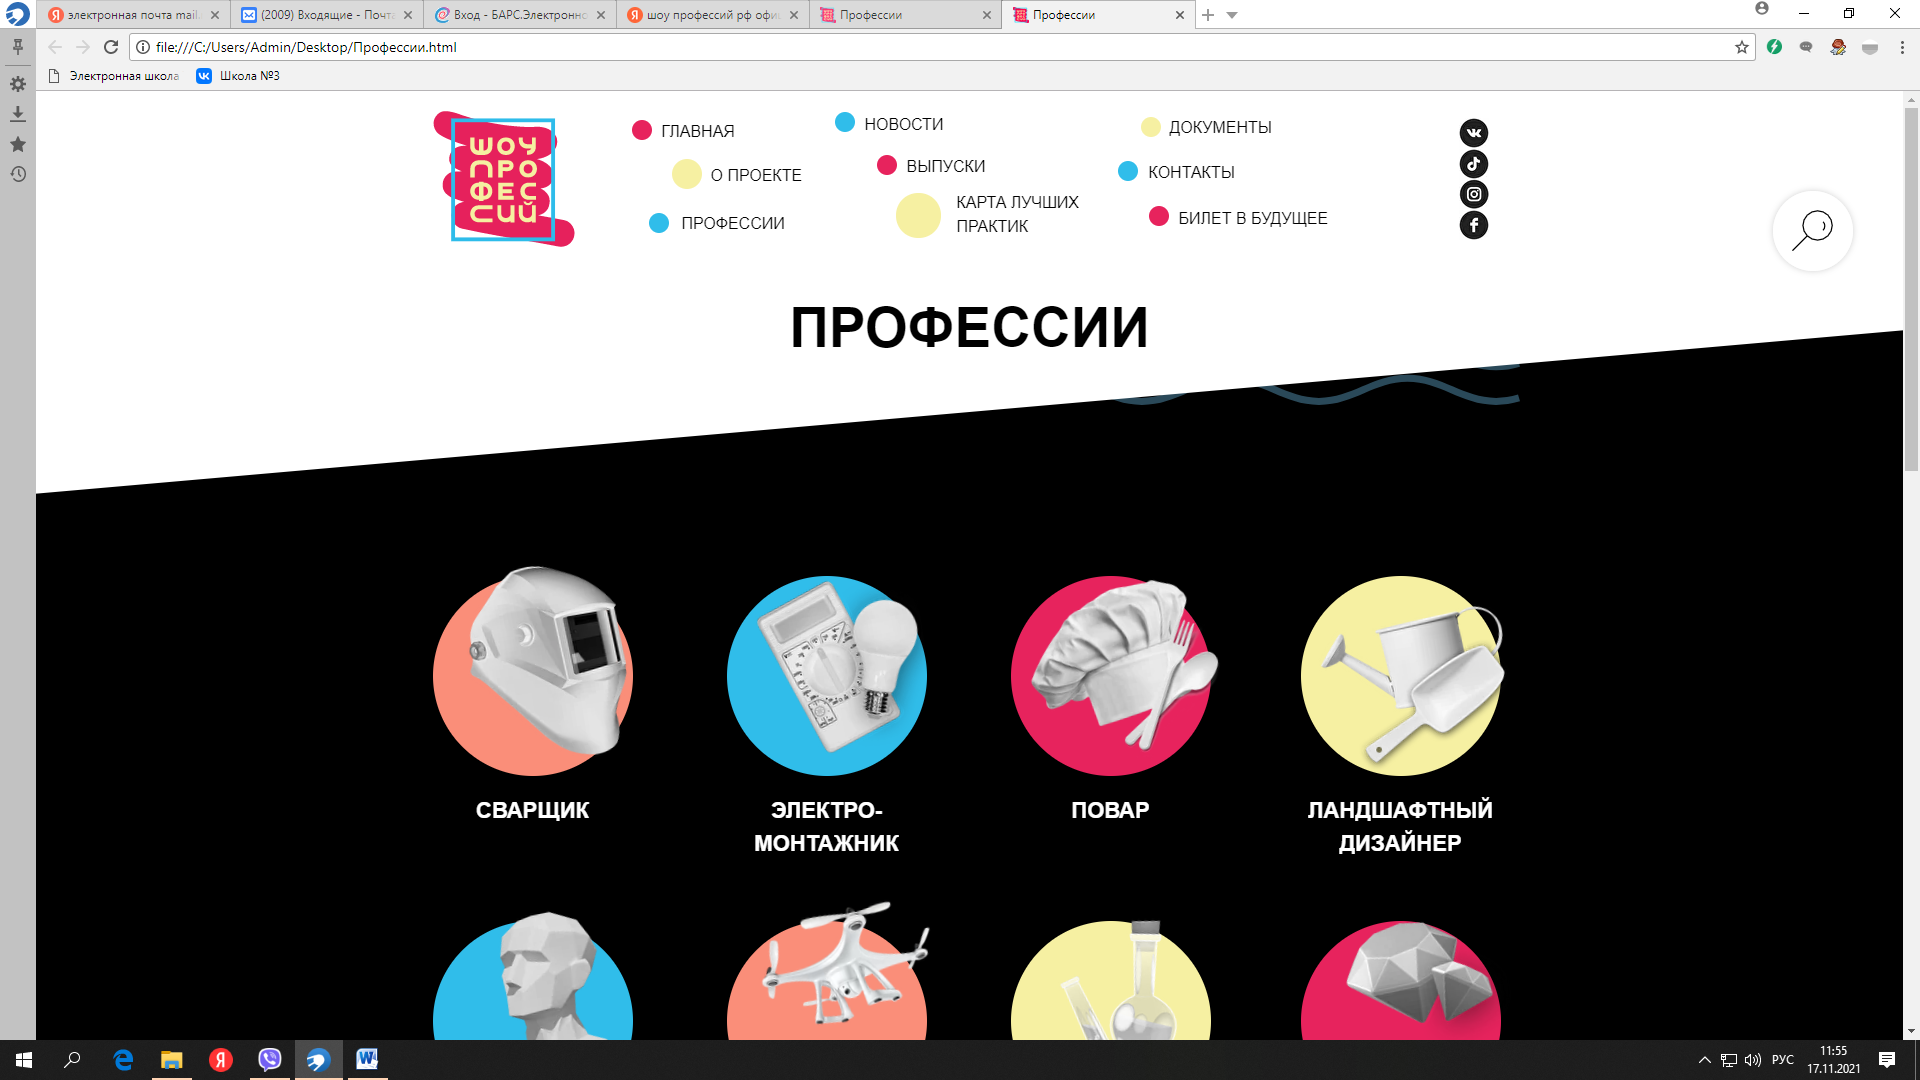 электронная почта mail.
(2009) Входящие - Почта
Вход - БАРС.Электронно
шоу профессий рф офиц
Профессии
Профессии
file:///C:/Users/Admin/Desktop/Профессии.html
Электронная школа
Школа №3
ШОУ
ПРО
ФЕС
СИЙ
ГЛАВНАЯ
О ПРОЕКТЕ
ПРОФЕССИИ
НОВОСТИ
ВЫПУСКИ
КАРТА ЛУЧШИХ
ПРАКТИК
ДОКУМЕНТЫ
КОНТАКТЫ
БИЛЕТ В БУДУЩЕЕ
ПРОФЕССИИ
СВАРЩИК
ЭЛЕКТРО-
МОНТАЖНИК
ПОВАР
ЛАНДШАФТНЫЙ
ДИЗАЙНЕР
РУС
11:55
17.11.2021